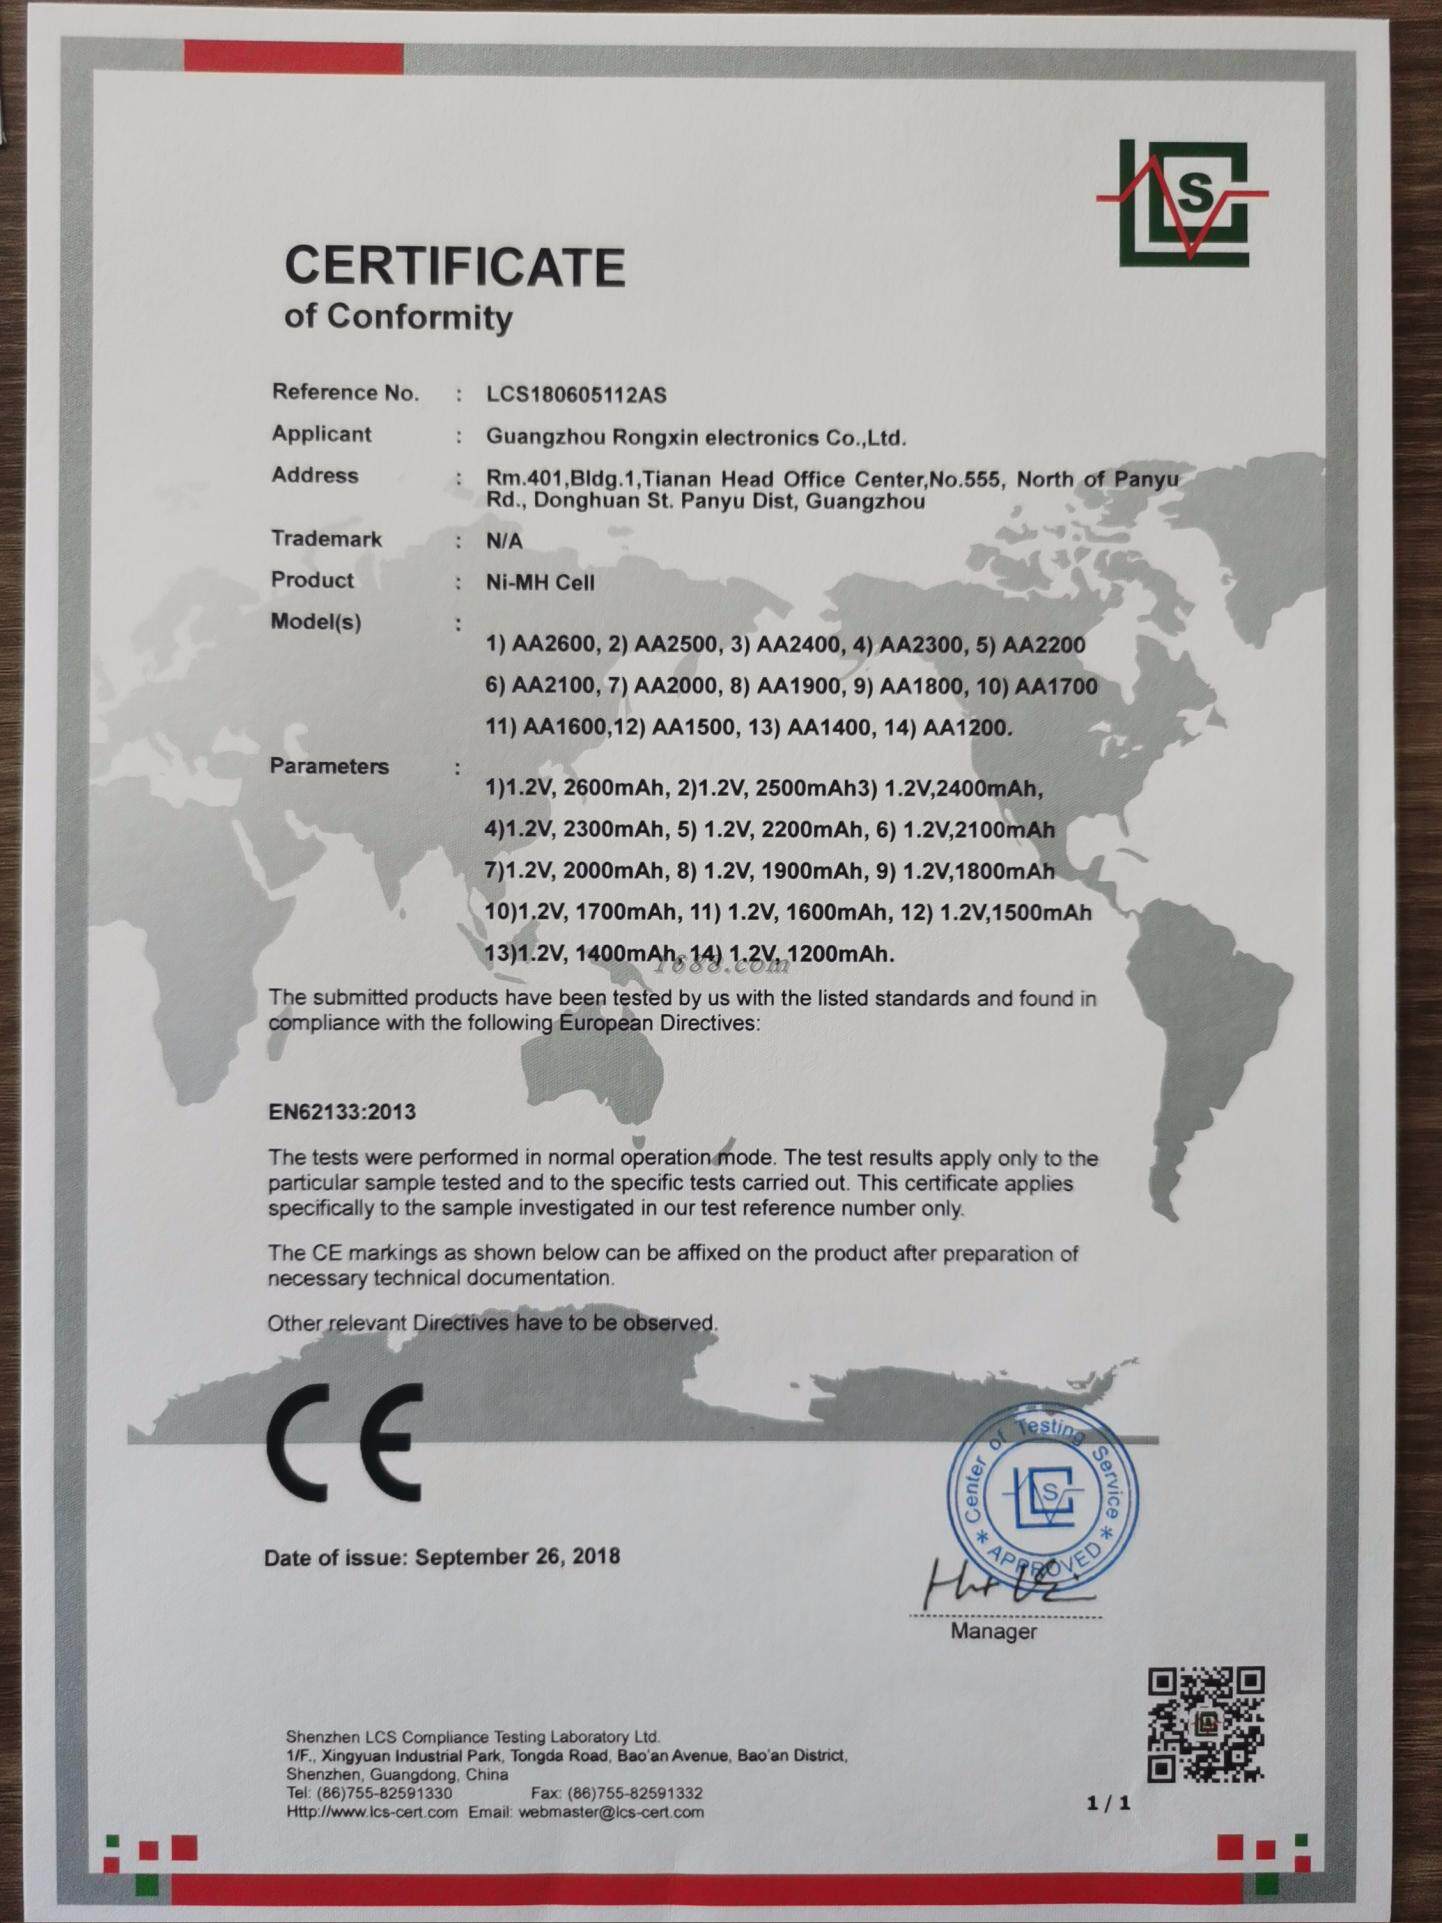 LCS
CERTIFICATE
of Conformity
Reference No. : LCS180605112AS
Applicant : Guangzhou Rongxin electronics Co.,Ltd.
Address : Rm.401,Bldg.1,Tianan Head Office Center,No.555, North of Panyu
Rd., Donghuan St. Panyu Dist, Guangzhou
Trademark : N/A
Product : Ni-MH Cell
Model(s) :
1) AA2600, 2) AA2500, 3) AA2400, 4) AA2300, 5) AA2200
6) AA2100, 7) AA2000, 8) AA1900, 9) AA1800, 10) AA1700
11) AA1600,12) AA1500, 13) AA1400, 14) AA1200.
Parameters :
1)1.2V, 2600mAh, 2)1.2V, 2500mAh3) 1.2V,2400mAh,
4)1.2V, 2300mAh, 5) 1.2V, 2200mAh, 6) 1.2V,2100mAh
7)1.2V, 2000mAh, 8) 1.2V, 1900mAh, 9) 1.2V,1800mAh
10)1.2V, 1700mAh, 11) 1.2V, 1600mAh, 12) 1.2V,1500mAh
13)1.2V, 1400mAh, 14) 1.2V, 1200mAh.
1688.com
The submitted products have been tested by us with the listed standards and found in
compliance with the following European Directives:
EN62133:2013
The tests were performed in normal operation mode. The test results apply only to the
particular sample tested and to the specific tests carried out. This certificate applies
specifically to the sample investigated in our test reference number only.
The CE markings as shown below can be affixed on the product after preparation of
necessary technical documentation.
Other relevant Directives have to be observed.
CE
Center of Testing Service
LCS
* APPROVED *
Date of issue: September 26, 2018
Manager
Shenzhen LCS Compliance Testing Laboratory Ltd.
1/F., Xingyuan Industrial Park, Tongda Road, Bao'an Avenue, Bao'an District,
Shenzhen, Guangdong, China
Tel: (86)755-82591330 Fax: (86)755-82591332
Http://www.lcs-cert.com Email: webmaster@lcs-cert.com
1 / 1